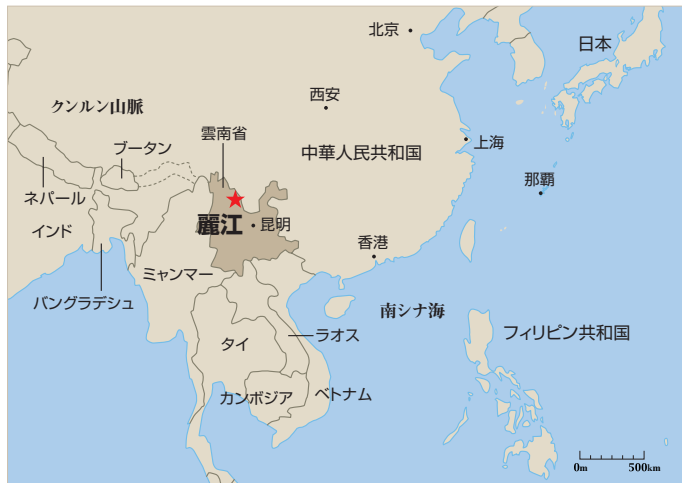 北京
日本
西安
クンルン山脈
雲南省
ブータン
中華人民共和国
上海
ネパール
那覇
インド
麗江
昆明
香港
ミャンマー
バングラデシュ
南シナ海
ラオス
フィリピン共和国
タイ
カンボジア
ベトナム
0m 500km